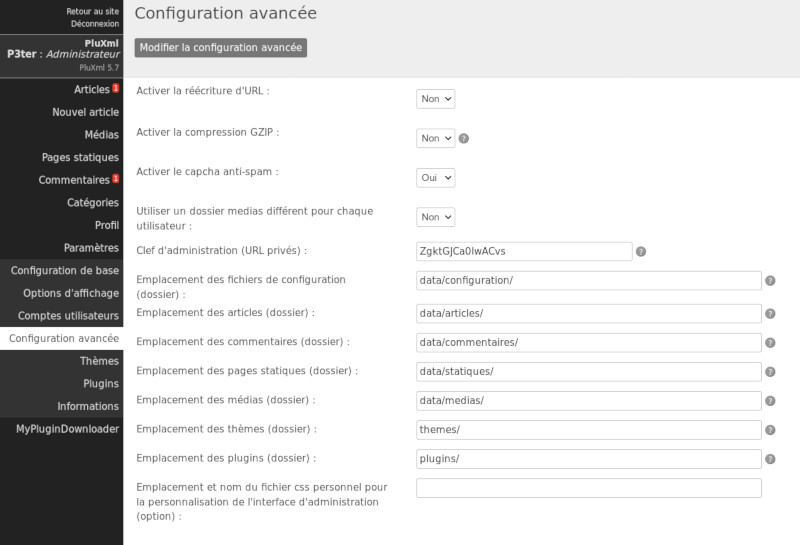 Retour au site
Déconnexion
PluXml
P3ter : Administrateur
PluXml 5.7
Articles 1
Nouvel article
Médias
Pages statiques
Commentaires 1
Catégories
Profil
Paramètres
Configuration de base
Options d'affichage
Comptes utilisateurs
Configuration avancée
Thèmes
Plugins
Informations
MyPluginDownloader
Configuration avancée
Modifier la configuration avancée
Activer la réécriture d'URL :
Non
Activer la compression GZIP :
Non ?
Activer le capcha anti-spam :
Oui
Utiliser un dossier medias différent pour chaque
utilisateur :
Non
Clef d'administration (URL privés) :
ZgktGJCa0lwACvs ?
Emplacement des fichiers de configuration
(dossier) :
data/configuration/ ?
Emplacement des articles (dossier) :
data/articles/ ?
Emplacement des commentaires (dossier) :
data/commentaires/ ?
Emplacement des pages statiques (dossier) :
data/statiques/ ?
Emplacement des médias (dossier) :
data/medias/ ?
Emplacement des thèmes (dossier) :
themes/ ?
Emplacement des plugins (dossier) :
plugins/ ?
Emplacement et nom du fichier css personnel pour
la personnalisation de l'interface d'administration
(option) :